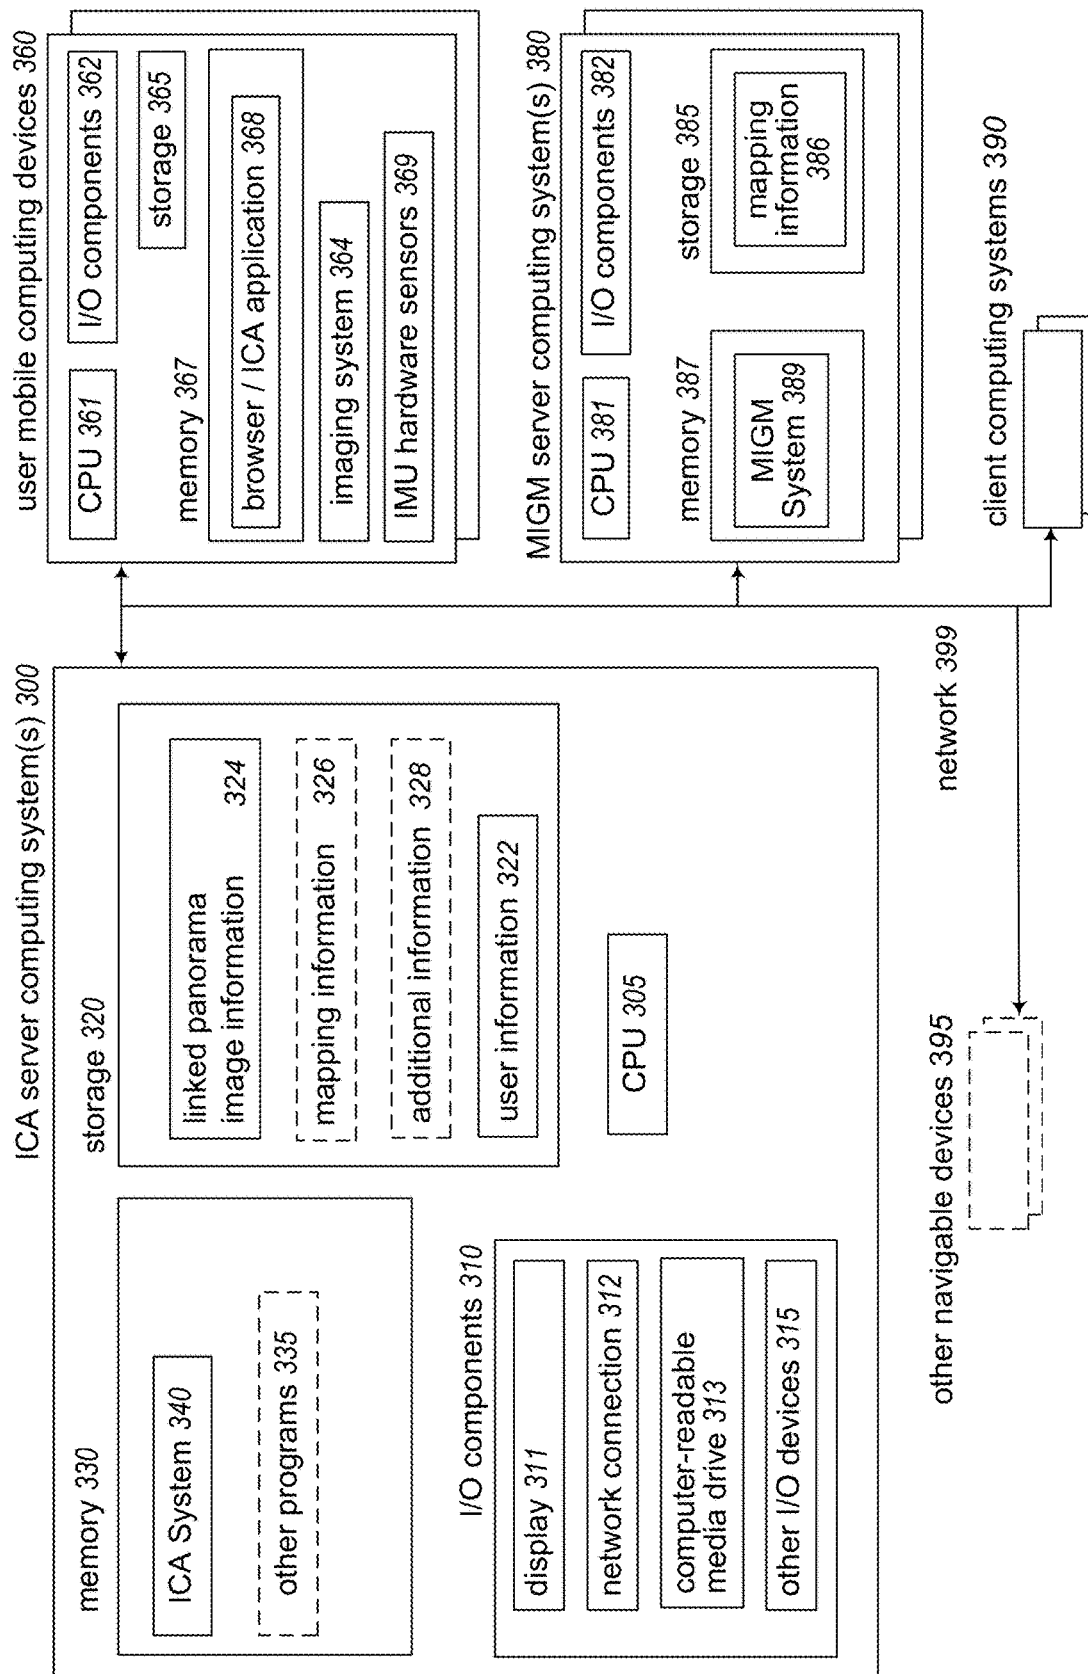 ICA server computing system(s) 300
memory 330
ICA System 340
other programs 335
storage 320
linked panorama
image information 324
mapping information 326
additional information 328
user information 322
I/O components 310
display 311
network connection 312
computer-readable
media drive 313
other I/O devices 315
CPU 305
user mobile computing devices 360
CPU 361
I/O components 362
storage 365
memory 367
browser / ICA application 368
imaging system 364
IMU hardware sensors 369
MIGM server computing system(s) 380
CPU 381
I/O components 382
memory 387
MIGM
System 389
storage 385
mapping
information
386
client computing systems 390
network 399
other navigable devices 395